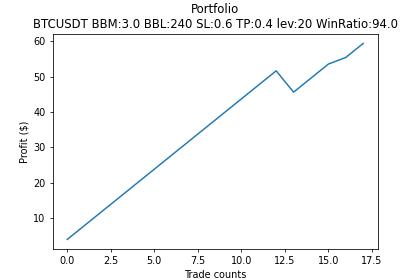 Portfolio
BTCUSDT BBM:3.0 BBL:240 SL:0.6 TP:0.4 lev:20 WinRatio:94.0
60
50
40
30
20
10
Profit ($)
0.0 2.5 5.0 7.5 10.0 12.5 15.0 17.5
Trade counts